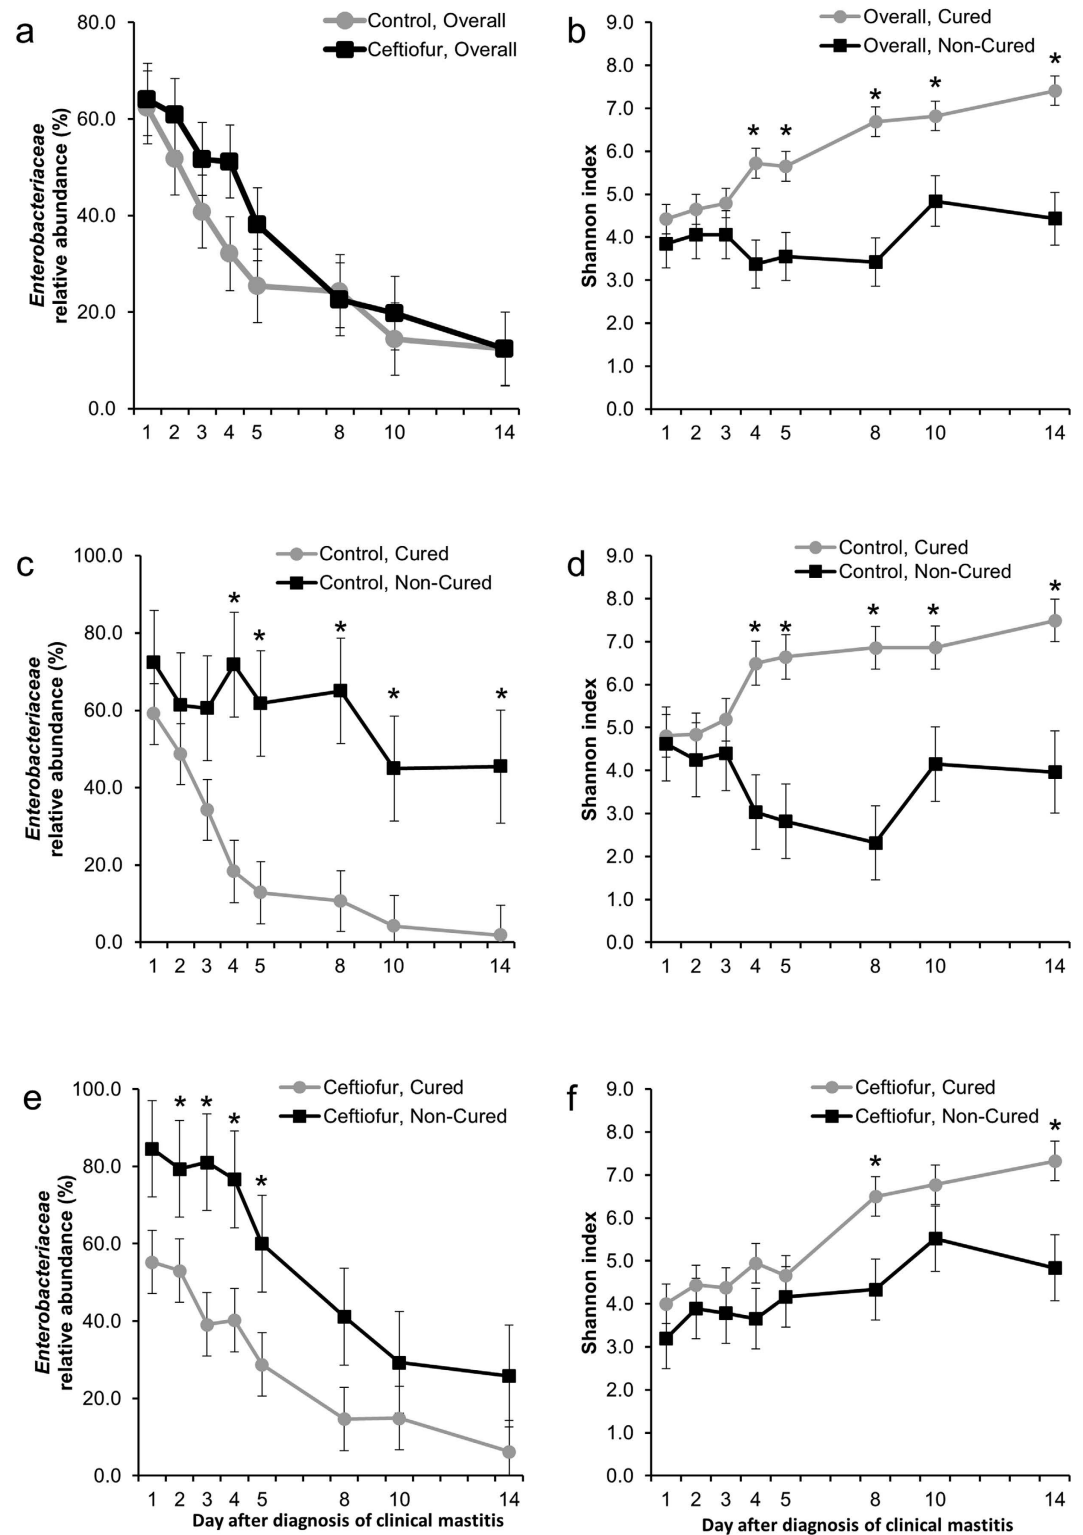 a
Control, Overall
Ceftiofur, Overall
Enterobacteriaceae
relative abundance (%)
80.0
60.0
40.0
20.0
0.0
1 2 3 4 5 8 10 14
b
Overall, Cured
Overall, Non-Cured
Shannon index
9.0
8.0
7.0
6.0
5.0
4.0
3.0
2.0
1.0
0.0
* * * * *
1 2 3 4 5 8 10 14
c
Control, Cured
Control, Non-Cured
Enterobacteriaceae
relative abundance (%)
100.0
80.0
60.0
40.0
20.0
0.0
* * * * *
1 2 3 4 5 8 10 14
d
Control, Cured
Control, Non-Cured
Shannon index
9.0
8.0
7.0
6.0
5.0
4.0
3.0
2.0
1.0
0.0
* * * * *
1 2 3 4 5 8 10 14
e
Ceftiofur, Cured
Ceftiofur, Non-Cured
Enterobacteriaceae
relative abundance (%)
100.0
80.0
60.0
40.0
20.0
0.0
* * * *
1 2 3 4 5 8 10 14
Day after diagnosis of clinical mastitis
f
Ceftiofur, Cured
Ceftiofur, Non-Cured
Shannon index
9.0
8.0
7.0
6.0
5.0
4.0
3.0
2.0
1.0
0.0
* *
1 2 3 4 5 8 10 14
Day after diagnosis of clinical mastitis